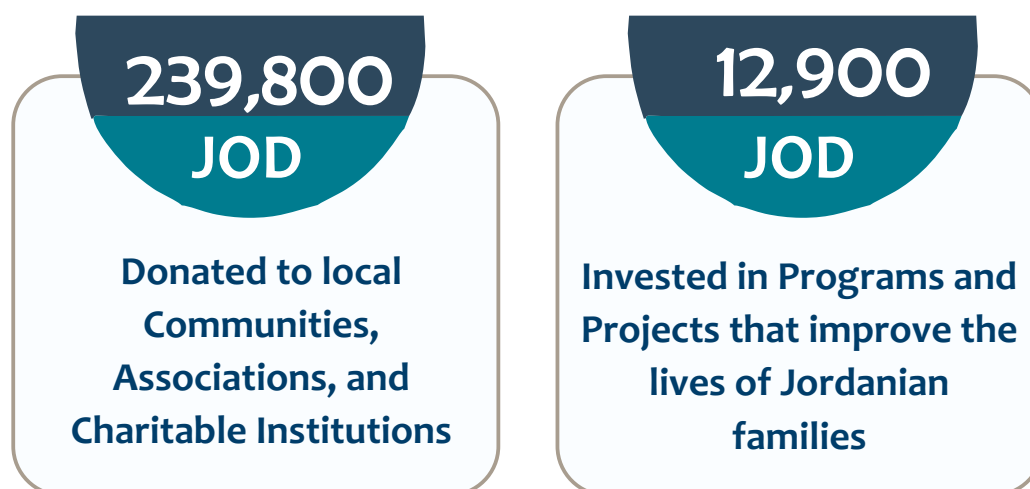 239,800
JOD
Donated to local
Communities,
Associations, and
Charitable Institutions
12,900
JOD
Invested in Programs and
Projects that improve the
lives of Jordanian
families